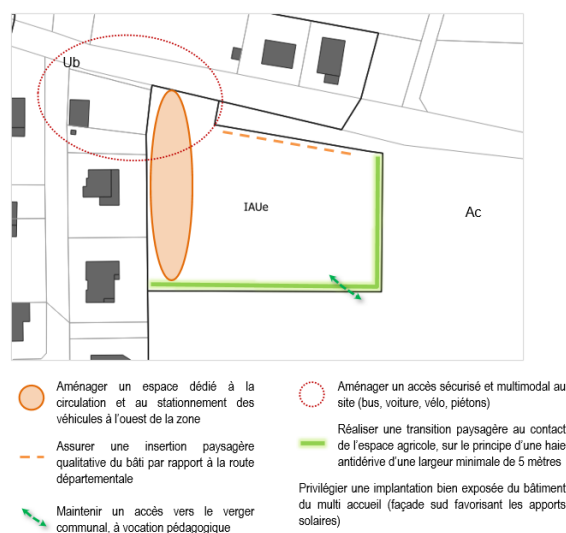 Ub
IAUe
Ac
Aménager un espace dédié à la
circulation et au stationnement des
véhicules à l'ouest de la zone
Assurer une insertion paysagère
qualitative du bâti par rapport à la route
départementale
Maintenir un accès vers le verger
communal, à vocation pédagogique
Aménager un accès sécurisé et multimodal au
site (bus, voiture, vélo, piétons)
Réaliser une transition paysagère au contact
de l'espace agricole, sur le principe d'une haie
antidérive d'une largeur minimale de 5 mètres
Privilégier une implantation bien exposée du bâtiment
du multi accueil (façade sud favorisant les apports
solaires)